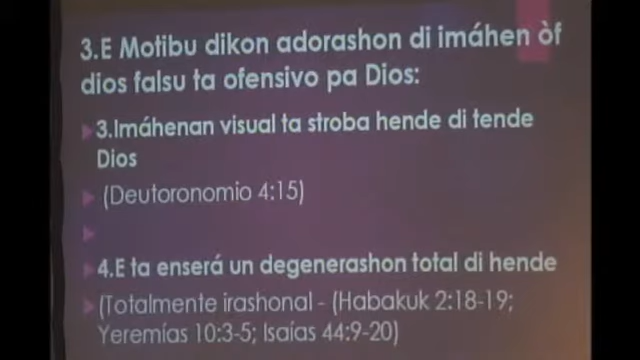 3.E Motibu dikon adorashon di imáhen òf
dios falsu ta ofensivo pa Dios:
3.Imáhenan visual ta stroba hende di tende
Dios
(Deutoronomio 4:15)
4.E ta enserá un degenerashon total di hende
(Totalmente irashonal - (Habakuk 2:18-19;
Yeremías 10:3-5; Isaías 44:9-20)